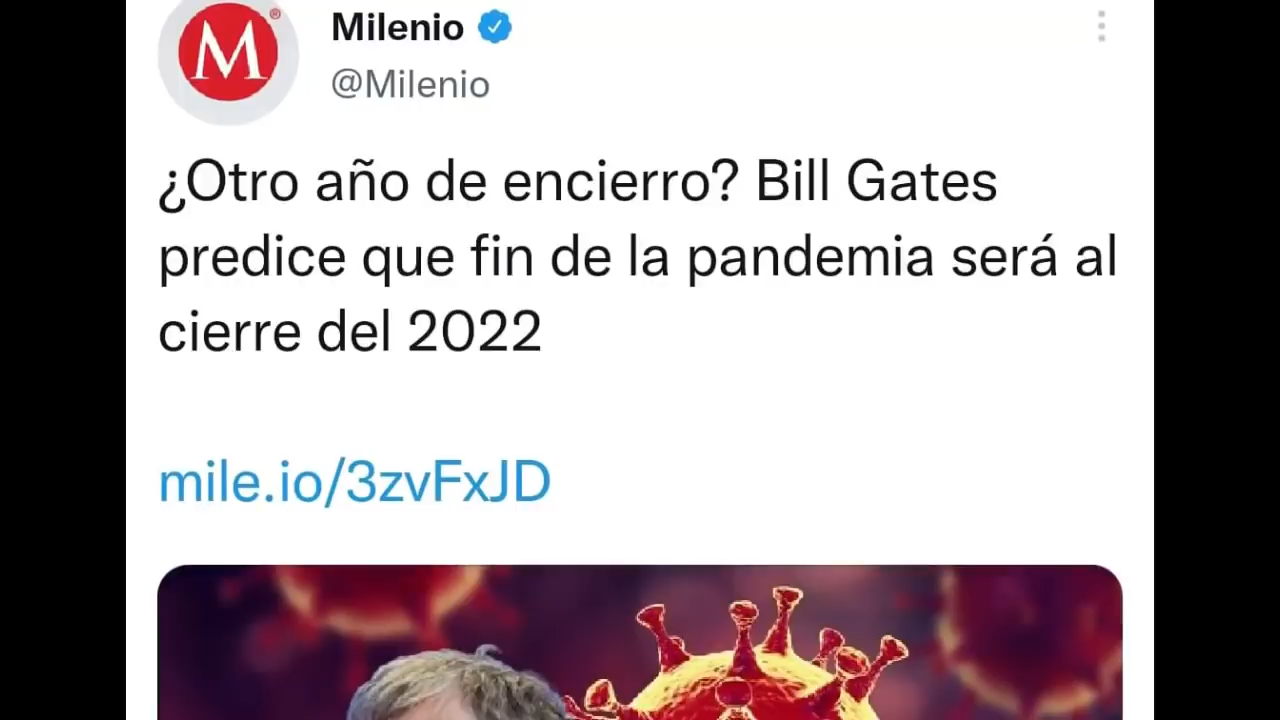 M
®
Milenio
@Milenio
¿Otro año de encierro? Bill Gates
predice que fin de la pandemia será al
cierre del 2022
mile.io/3zvFxJD